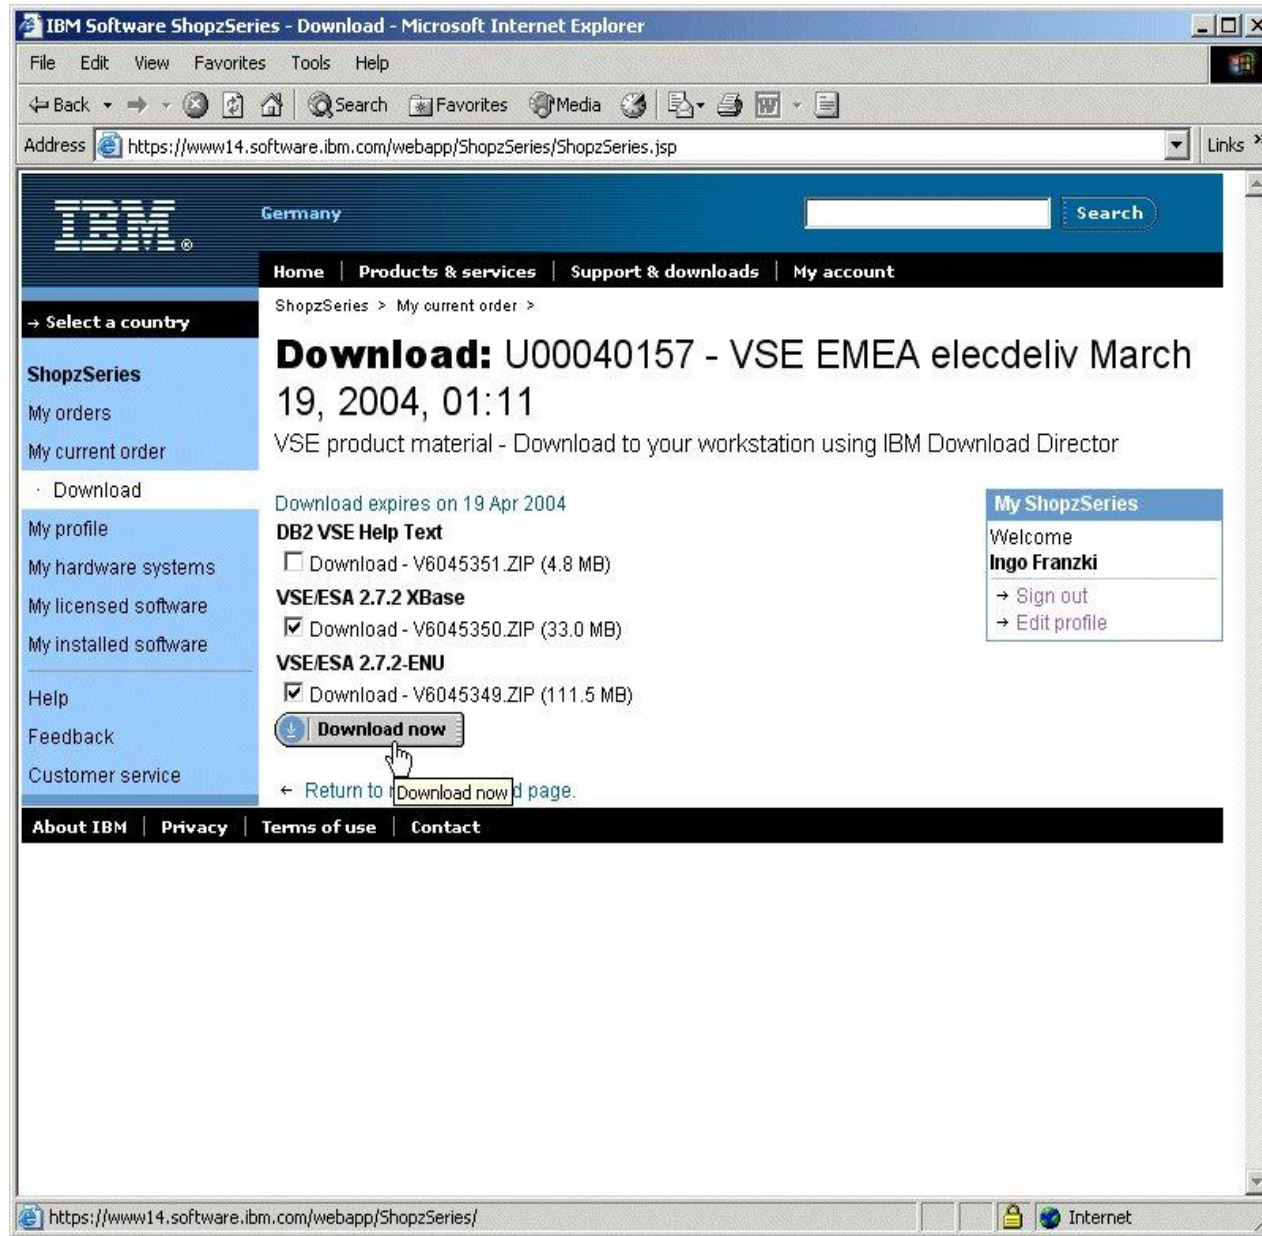 IBM Software ShopzSeries - Download - Microsoft Internet Explorer
File Edit View Favorites Tools Help
Back Search Favorites Media
Address https://www14.software.ibm.com/webapp/ShopzSeries/ShopzSeries.jsp Links »
IBM® Germany Search
Home | Products & services | Support & downloads | My account
→ Select a country
ShopzSeries
My orders
My current order
· Download
My profile
My hardware systems
My licensed software
My installed software
Help
Feedback
Customer service
ShopzSeries > My current order >
Download: U00040157 - VSE EMEA elecdeliv March
19, 2004, 01:11
VSE product material - Download to your workstation using IBM Download Director
Download expires on 19 Apr 2004
DB2 VSE Help Text
Download - V6045351.ZIP (4.8 MB)
VSE/ESA 2.7.2 XBase
Download - V6045350.ZIP (33.0 MB)
VSE/ESA 2.7.2-ENU
Download - V6045349.ZIP (111.5 MB)
Download now
← Return to d page.
Download now
My ShopzSeries
Welcome
Ingo Franzki
→ Sign out
→ Edit profile
About IBM | Privacy | Terms of use | Contact
https://www14.software.ibm.com/webapp/ShopzSeries/ Internet